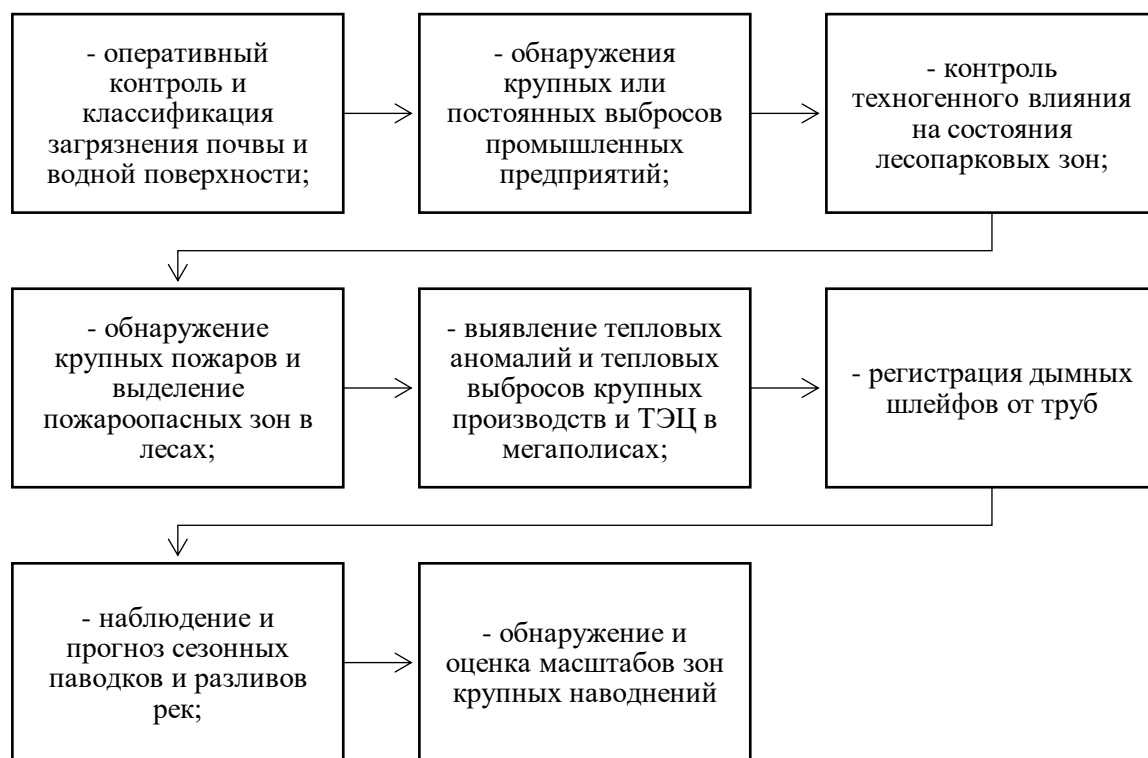 - оперативный
контроль и
классификация
загрязнения почвы и
водной поверхности;
- обнаружения
крупных или
постоянных выбросов
промышленных
предприятий;
- контроль
техногенного влияния
на состояния
лесопарковых зон;
- обнаружение
крупных пожаров и
выделение
пожароопасных зон в
лесах;
- выявление тепловых
аномалий и тепловых
выбросов крупных
производств и ТЭЦ в
мегаполисах;
- регистрация дымных
шлейфов от труб
- наблюдение и
прогноз сезонных
паводков и разливов
рек;
- обнаружение и
оценка масштабов зон
крупных наводнений